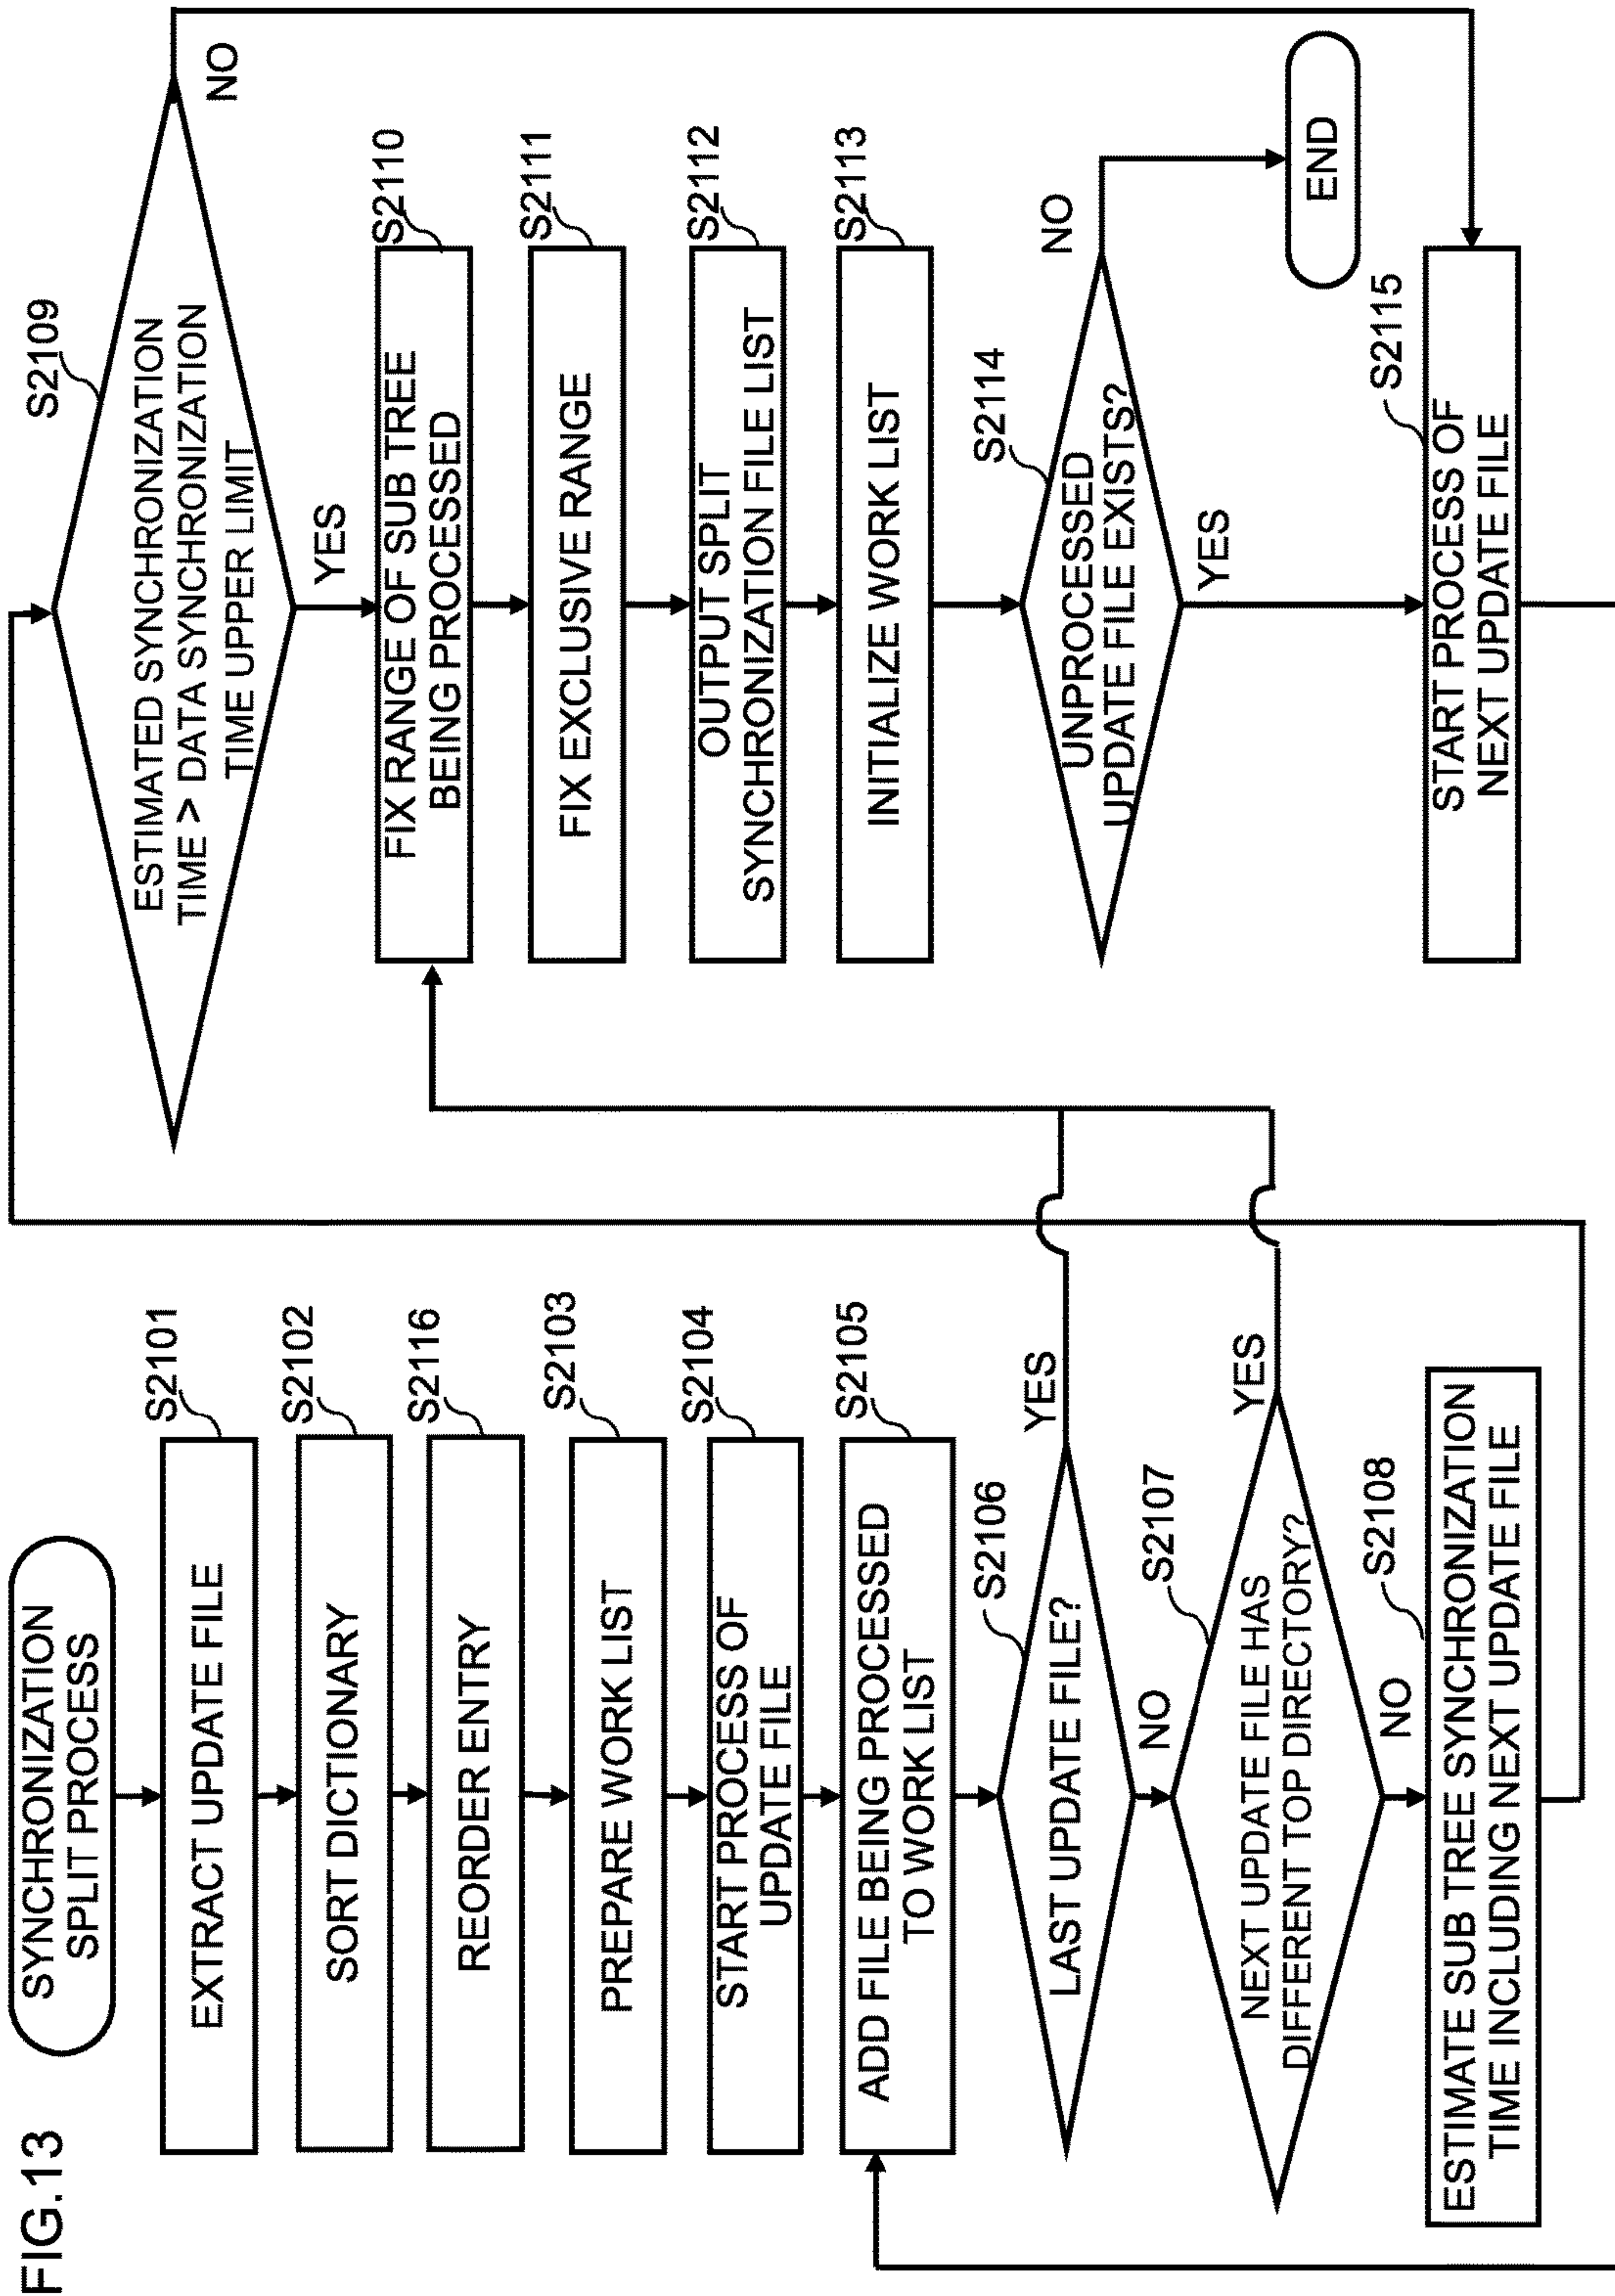 FIG.13
SYNCHRONIZATION
SPLIT PROCESS
S2101
EXTRACT UPDATE FILE
S2102
SORT DICTIONARY
S2116
REORDER ENTRY
S2103
PREPARE WORK LIST
S2104
START PROCESS OF
UPDATE FILE
S2105
ADD FILE BEING PROCESSED
TO WORK LIST
S2106
LAST UPDATE FILE?
YES
NO
S2107
NEXT UPDATE FILE HAS
DIFFERENT TOP DIRECTORY?
YES
NO
S2108
ESTIMATE SUB TREE SYNCHRONIZATION
TIME INCLUDING NEXT UPDATE FILE
S2109
ESTIMATED SYNCHRONIZATION
TIME > DATA SYNCHRONIZATION
TIME UPPER LIMIT
NO
YES
S2110
FIX RANGE OF SUB TREE
BEING PROCESSED
S2111
FIX EXCLUSIVE RANGE
S2112
OUTPUT SPLIT
SYNCHRONIZATION FILE LIST
S2113
INITIALIZE WORK LIST
S2114
UNPROCESSED
UPDATE FILE EXISTS?
NO
YES
END
S2115
START PROCESS OF
NEXT UPDATE FILE